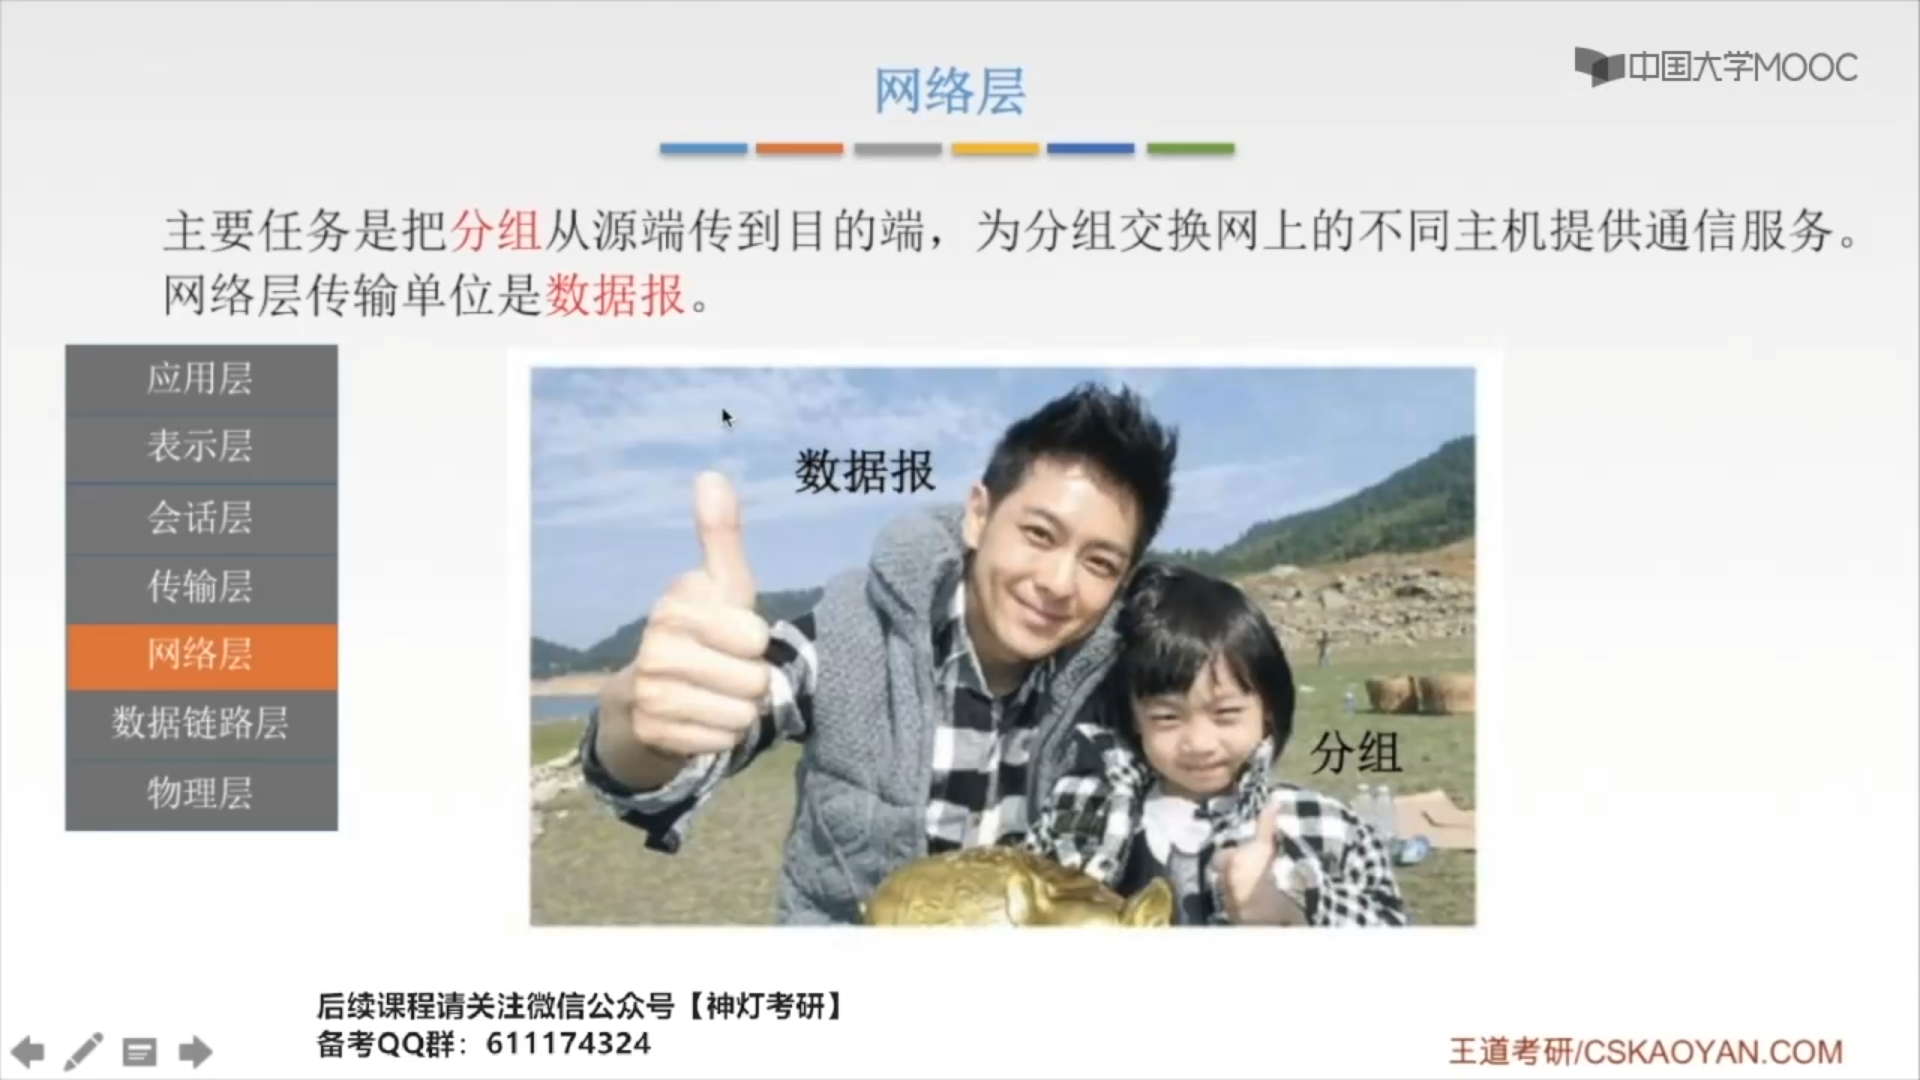 中国大学MOOC
网络层
主要任务是把分组从源端传到目的端，为分组交换网上的不同主机提供通信服务。
网络层传输单位是数据报。
应用层
表示层
会话层
传输层
网络层
数据链路层
物理层
数据报
分组
后续课程请关注微信公众号【神灯考研】
备考QQ群：611174324
王道考研/CSKAOYAN.COM